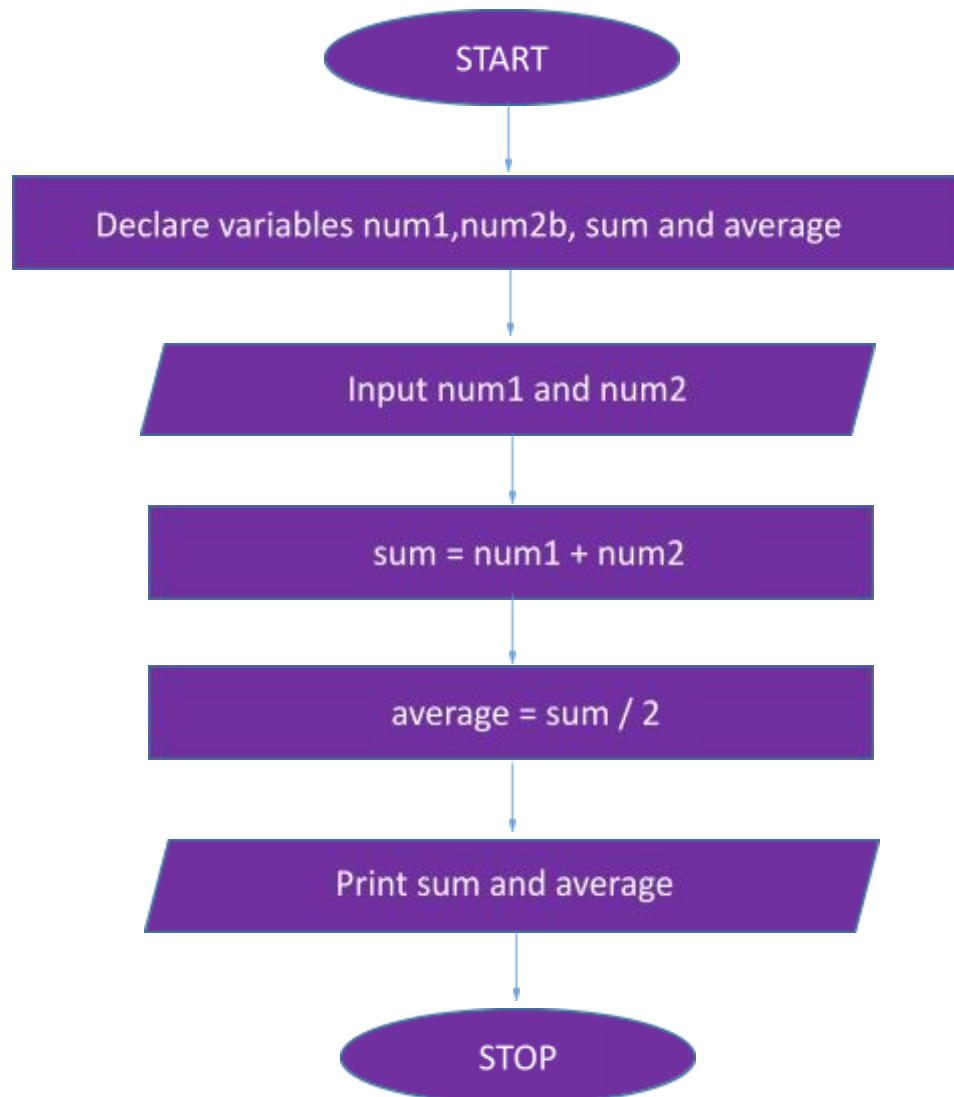 START
Declare variables num1,num2b, sum and average
Input num1 and num2
sum = num1 + num2
average = sum / 2
Print sum and average
STOP